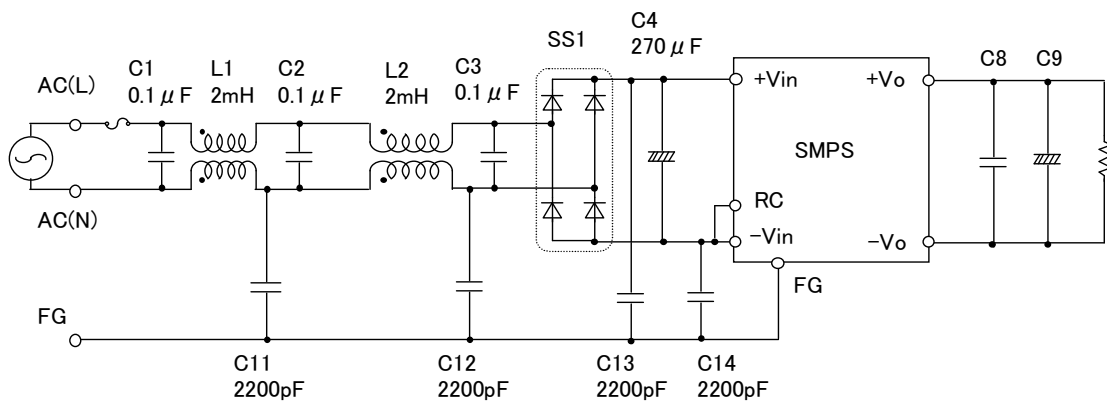 AC(L)
AC(N)
FG
C1
0.1μF
L1
2mH
C2
0.1μF
L2
2mH
C3
0.1μF
SS1
C4
270μF
+Vin
+Vo
SMPS
RC
−Vin
−Vo
FG
C8
C9
C11
2200pF
C12
2200pF
C13
2200pF
C14
2200pF